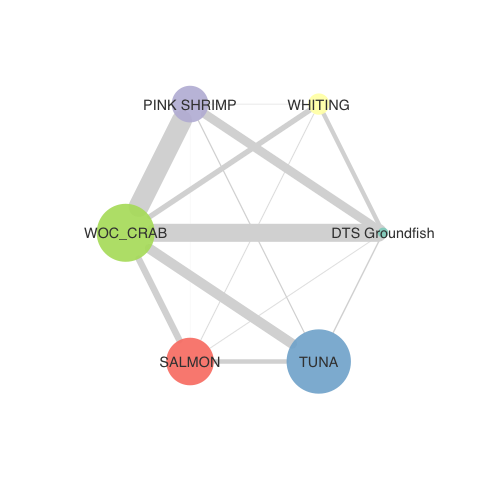 PINK SHRIMP
WHITING
WOC_CRAB
DTS Groundfish
SALMON
TUNA